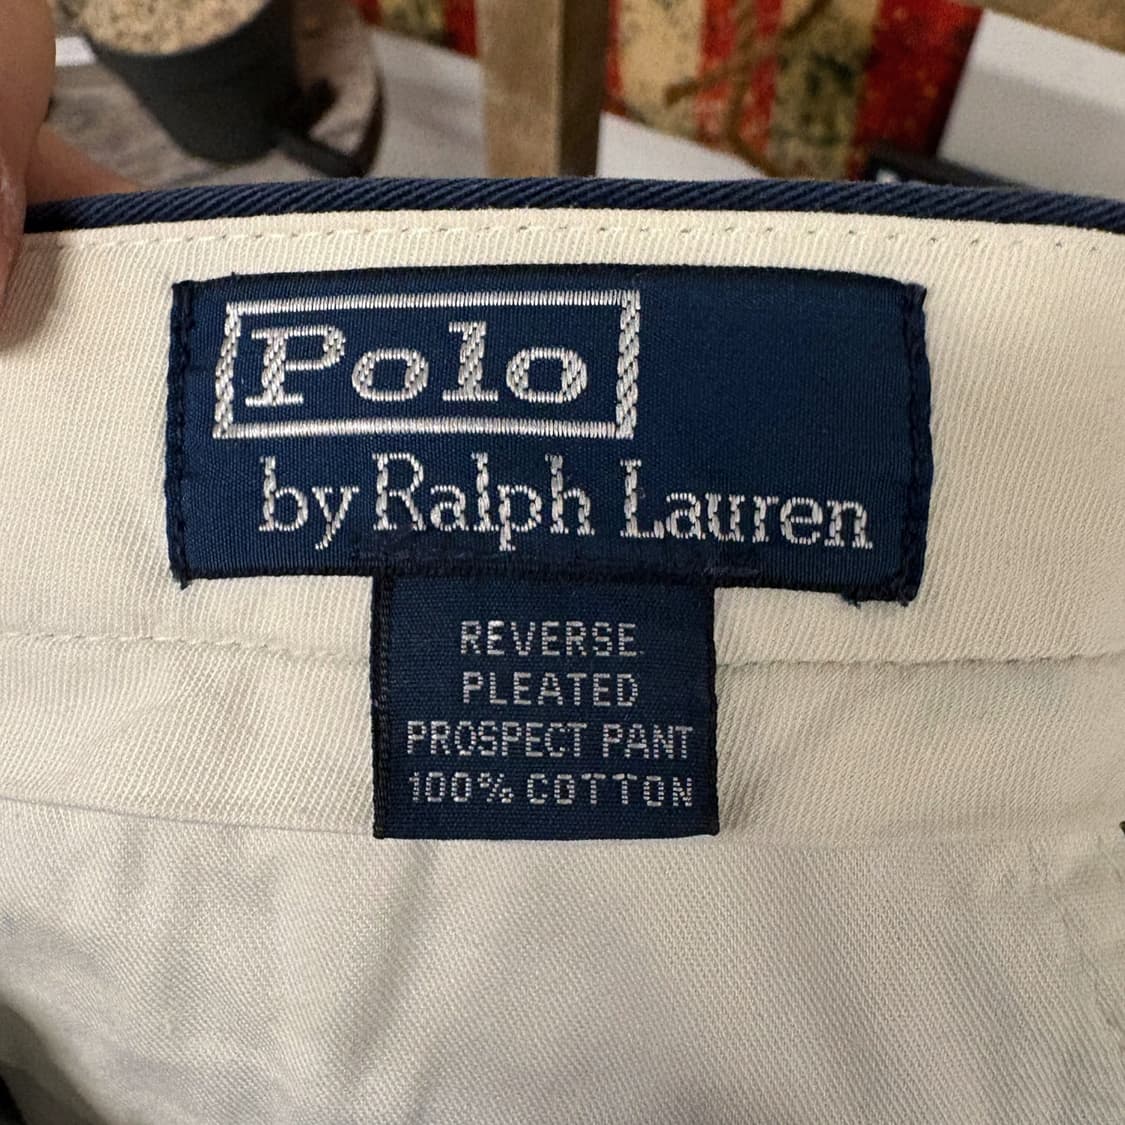 Polo
by Ralph Lauren
REVERSE
PLEATED
PROSPECT PANT
100% COTTON